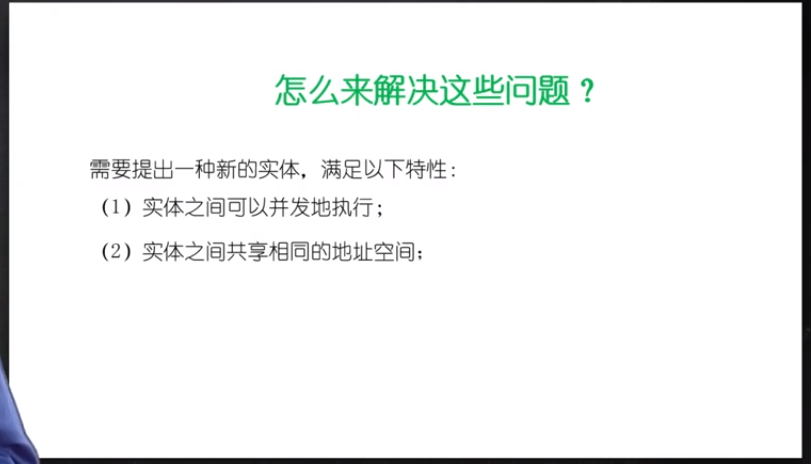 怎么来解决这些问题？
需要提出一种新的实体，满足以下特性：
（1）实体之间可以并发地执行；
（2）实体之间共享相同的地址空间；